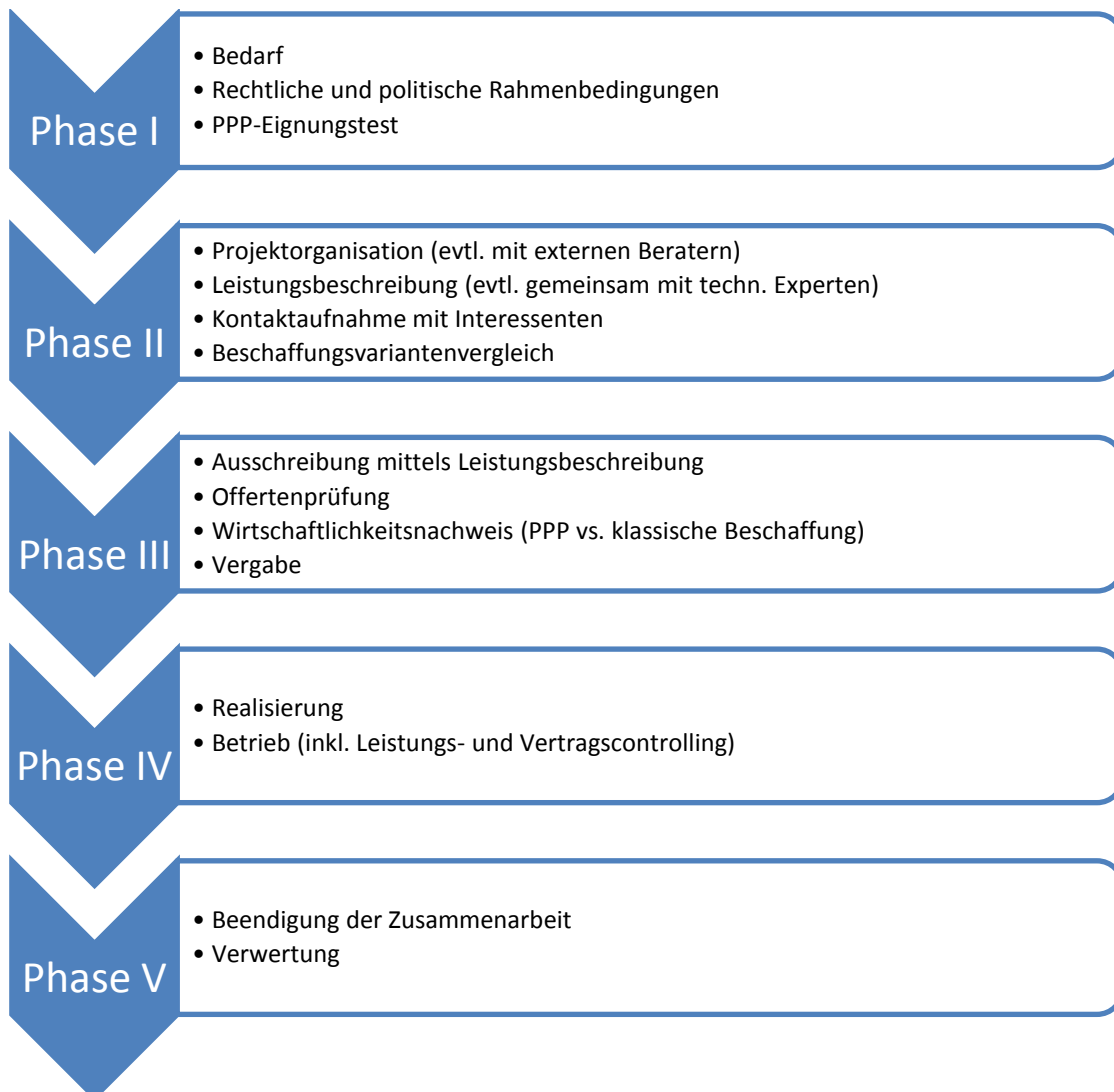 Phase I
• Bedarf
• Rechtliche und politische Rahmenbedingungen
• PPP-Eignungstest
Phase II
• Projektorganisation (evtl. mit externen Beratern)
• Leistungsbeschreibung (evtl. gemeinsam mit techn. Experten)
• Kontaktaufnahme mit Interessenten
• Beschaffungsvariantenvergleich
Phase III
• Ausschreibung mittels Leistungsbeschreibung
• Offertenprüfung
• Wirtschaftlichkeitsnachweis (PPP vs. klassische Beschaffung)
• Vergabe
Phase IV
• Realisierung
• Betrieb (inkl. Leistungs- und Vertragscontrolling)
Phase V
• Beendigung der Zusammenarbeit
• Verwertung